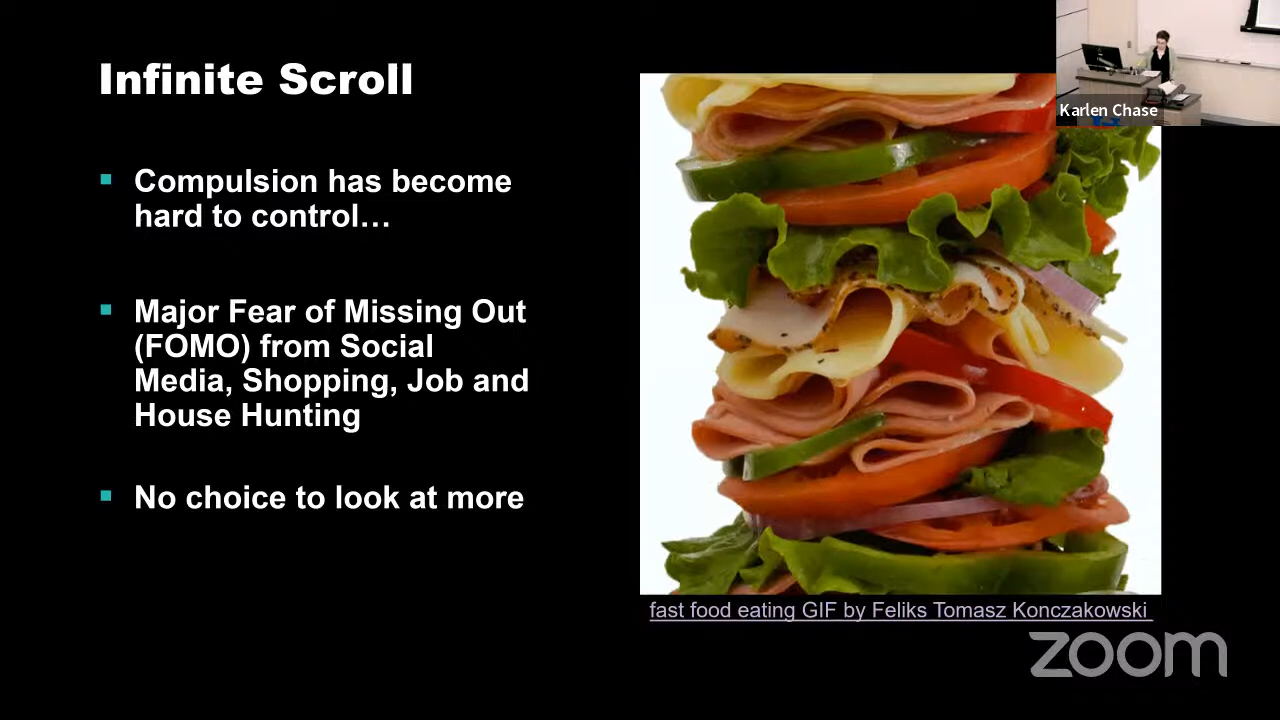 Infinite Scroll
Karlen Chase
Compulsion has become
hard to control…
Major Fear of Missing Out
(FOMO) from Social
Media, Shopping, Job and
House Hunting
No choice to look at more
fast food eating GIF by Feliks Tomasz Konczakowski
zoom